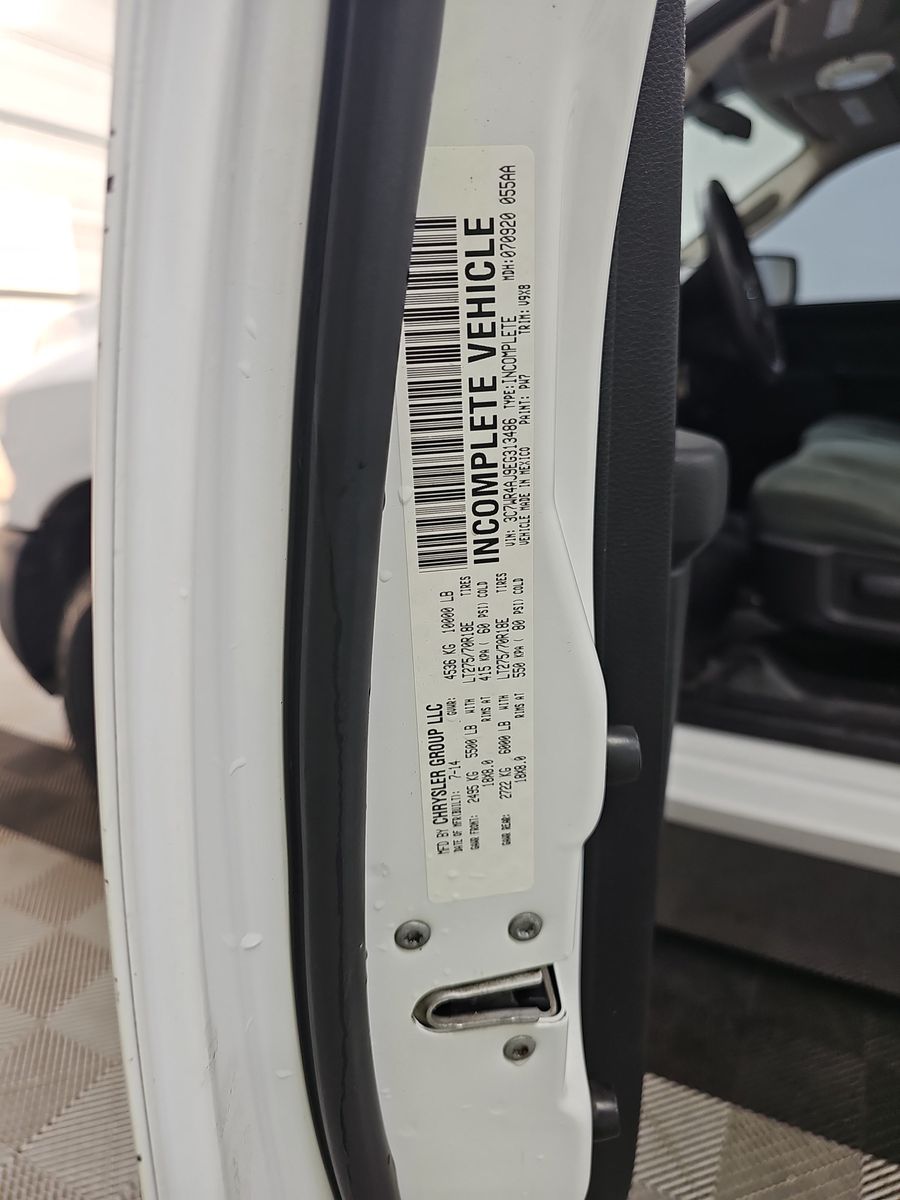 MFD BY CHRYSLER GROUP LLC
DATE OF MFR(BUILT): 7-14 GVWR: 4536 KG 10000 LB
GAWR FRONT: 2495 KG 5500 LB WITH LT275/70R18E TIRES
18X8.0 RIMS AT 415 KPA ( 60 PSI) COLD
GAWR REAR: 2722 KG 6000 LB WITH LT275/70R18E TIRES
18X8.0 RIMS AT 550 KPA ( 80 PSI) COLD
INCOMPLETE VEHICLE
VIN: 3C7WR4AJ9EG313486 TYPE:INCOMPLETE MDH:070920 055AA
VEHICLE MADE IN MEXICO PAINT: PW7 TRIM: V9X8